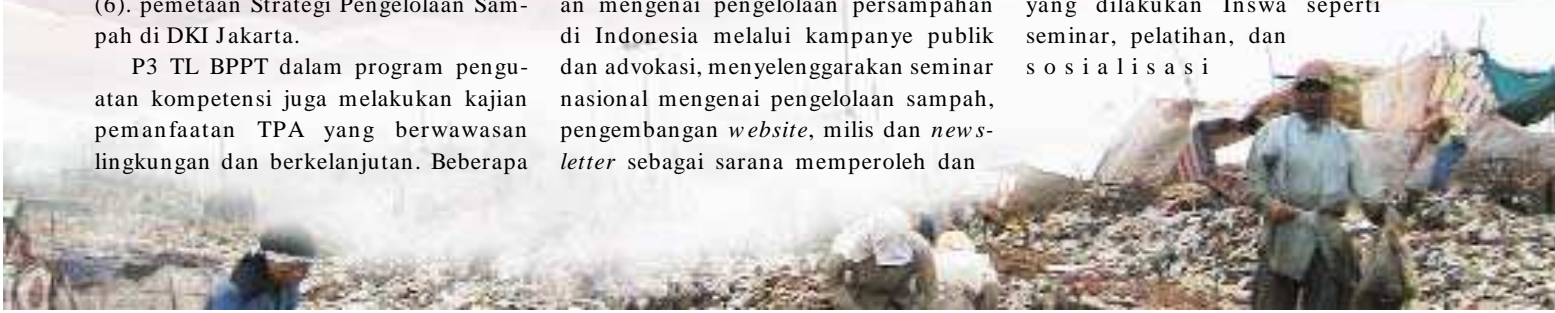 (6). pemetaan Strategi Pengelolaan Sam-
pah di DKI Jakarta.
P3 TL BPPT dalam program pengu-
atan kompetensi juga melakukan kajian
pemanfaatan TPA yang berwawasan
lingkungan dan berkelanjutan. Beberapa
an mengenai pengelolaan persampahan
di Indonesia melalui kampanye publik
dan advokasi, menyelenggarakan seminar
nasional mengenai pengelolaan sampah,
pengembangan website, milis dan news-
letter sebagai sarana memperoleh dan
yang dilakukan Inswa seperti
seminar, pelatihan, dan
sosialisasi